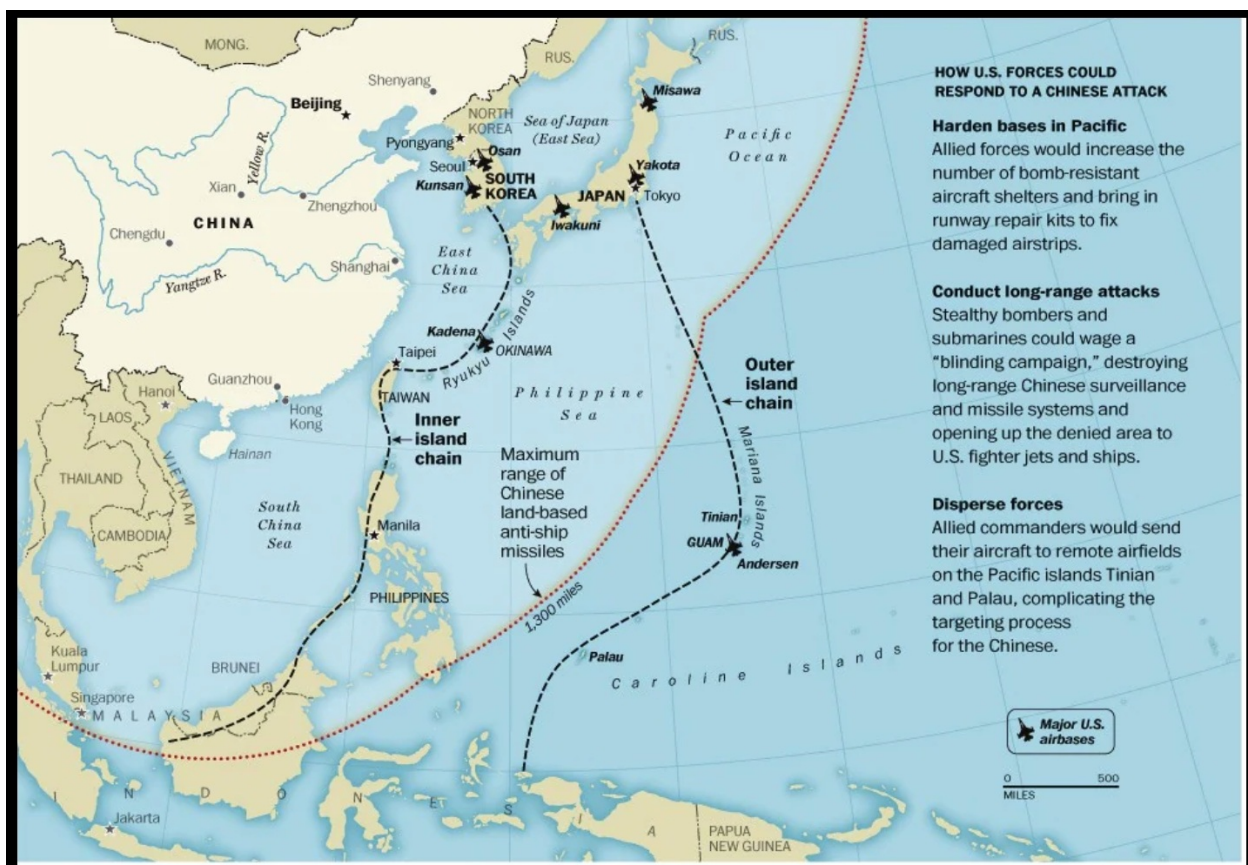 MONG.
RUS.
RUS.
Shenyang
Beijing
Misawa
NORTH
KOREA
Sea of Japan
(East Sea)
Pacific
Ocean
Pyongyang
Yellow R.
Osan
Seoul
SOUTH
KOREA
Kunsan
Yakota
JAPAN
Tokyo
Xian
Zhengzhou
Iwakuni
CHINA
Chengdu
East
China
Sea
Shanghai
Yangtze R.
Kadena
OKINAWA
Ryukyu Islands
Taipei
TAIWAN
Philippine
Sea
Outer
island
chain
Guanzhou
Hong
Kong
Hanoi
LAOS
Hainan
Inner
island
chain
VIETNAM
THAILAND
CAMBODIA
South
China
Sea
Maximum
range of
Chinese
land-based
anti-ship
missiles
Mariana Islands
Manila
Tinian
GUAM
Andersen
PHILIPPINES
1,300 miles
Palau
Caroline Islands
Kuala
Lumpur
BRUNEI
Singapore
MALAYSIA
INDONESIA
Jakarta
PAPUA
NEW GUINEA
HOW U.S. FORCES COULD
RESPOND TO A CHINESE ATTACK
Harden bases in Pacific
Allied forces would increase the
number of bomb-resistant
aircraft shelters and bring in
runway repair kits to fix
damaged airstrips.
Conduct long-range attacks
Stealthy bombers and
submarines could wage a
“blinding campaign,” destroying
long-range Chinese surveillance
and missile systems and
opening up the denied area to
U.S. fighter jets and ships.
Disperse forces
Allied commanders would send
their aircraft to remote airfields
on the Pacific islands Tinian
and Palau, complicating the
targeting process
for the Chinese.
Major U.S.
airbases
0 500
MILES